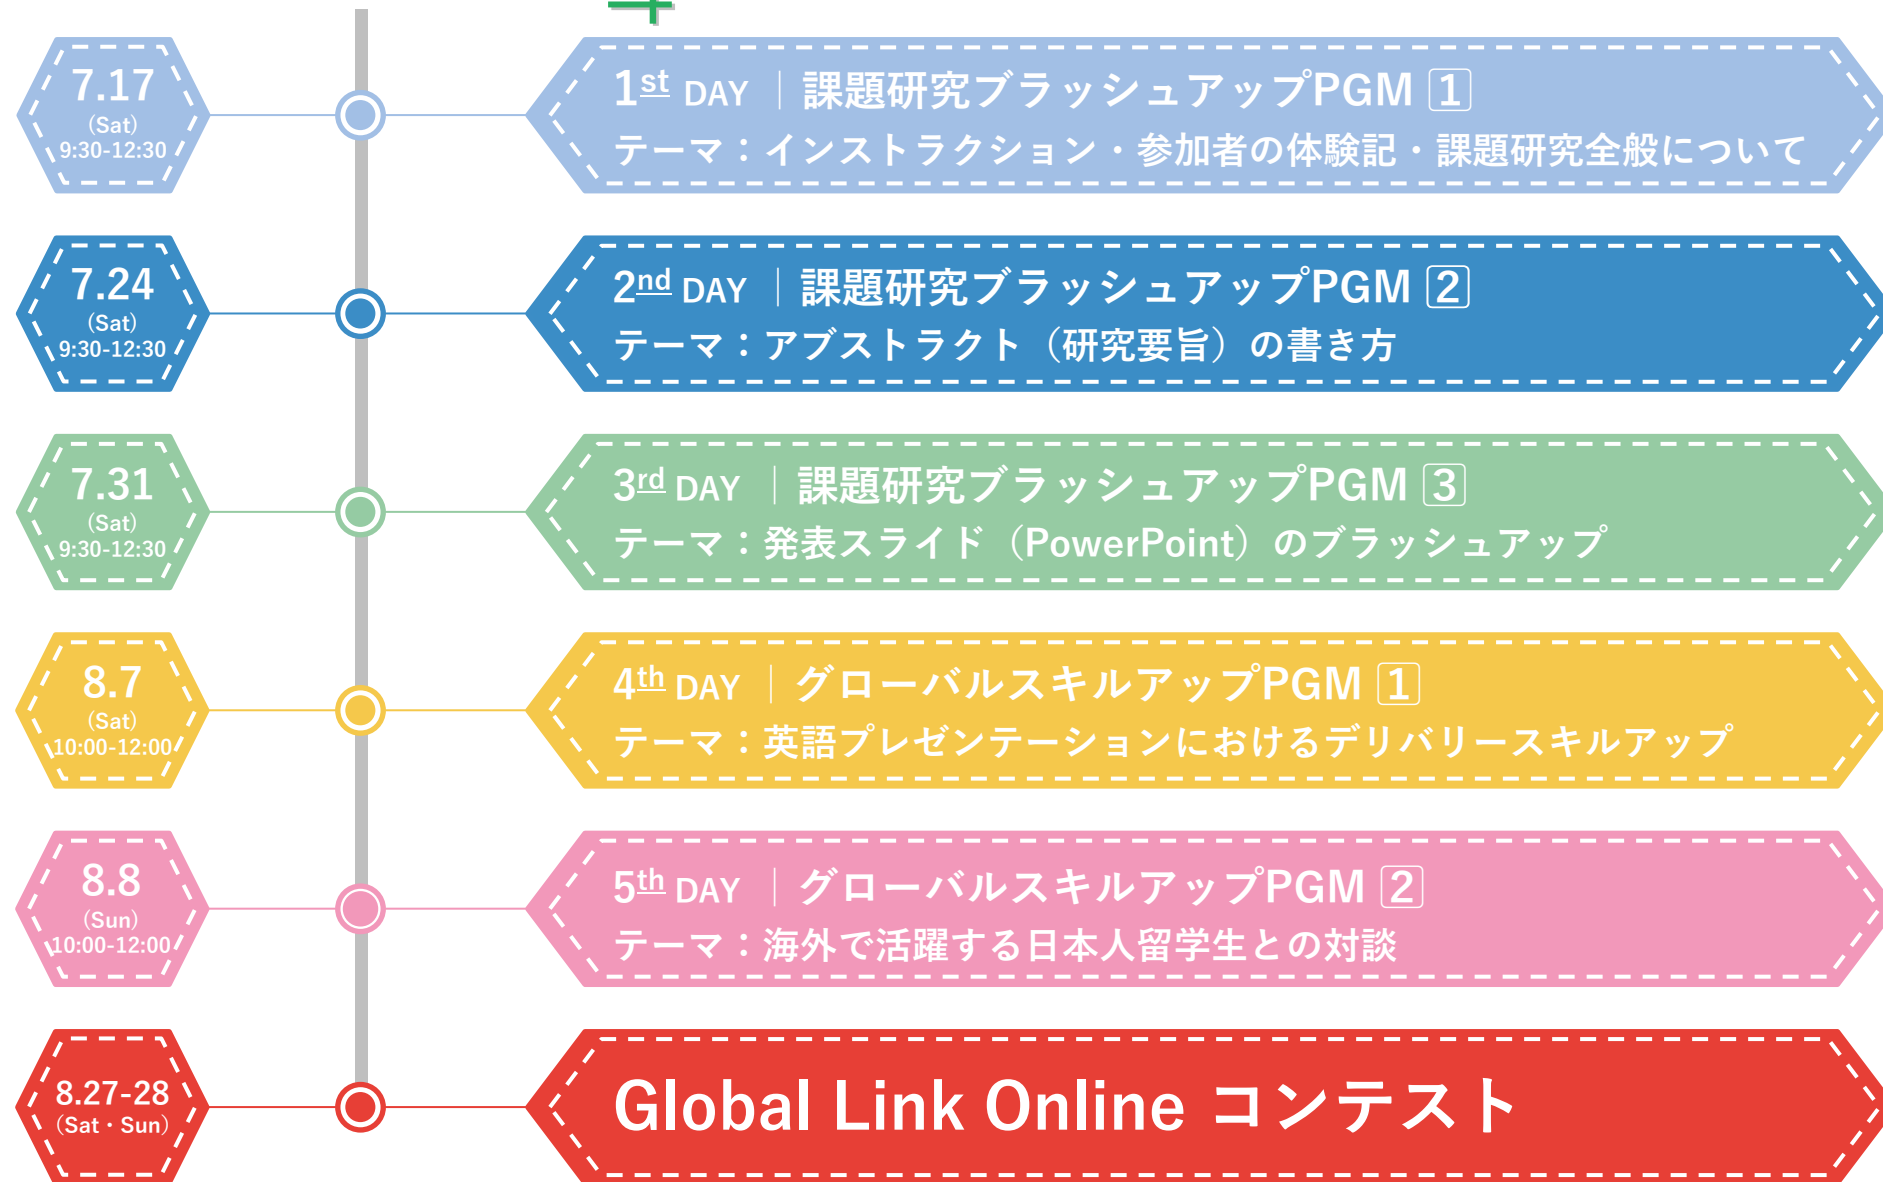 7.17
(Sat)
9:30-12:30
1st DAY | 課題研究ブラッシュアップPGM 1
テーマ：インストラクション・参加者の体験記・課題研究全般について
7.24
(Sat)
9:30-12:30
2nd DAY | 課題研究ブラッシュアップPGM 2
テーマ：アブストラクト（研究要旨）の書き方
7.31
(Sat)
9:30-12:30
3rd DAY | 課題研究ブラッシュアップPGM 3
テーマ：発表スライド（PowerPoint）のブラッシュアップ
8.7
(Sat)
10:00-12:00
4th DAY | グローバルスキルアップPGM 1
テーマ：英語プレゼンテーションにおけるデリバリースキルアップ
8.8
(Sun)
10:00-12:00
5th DAY | グローバルスキルアップPGM 2
テーマ：海外で活躍する日本人留学生との対談
8.27-28
(Sat・Sun)
Global Link Online コンテスト